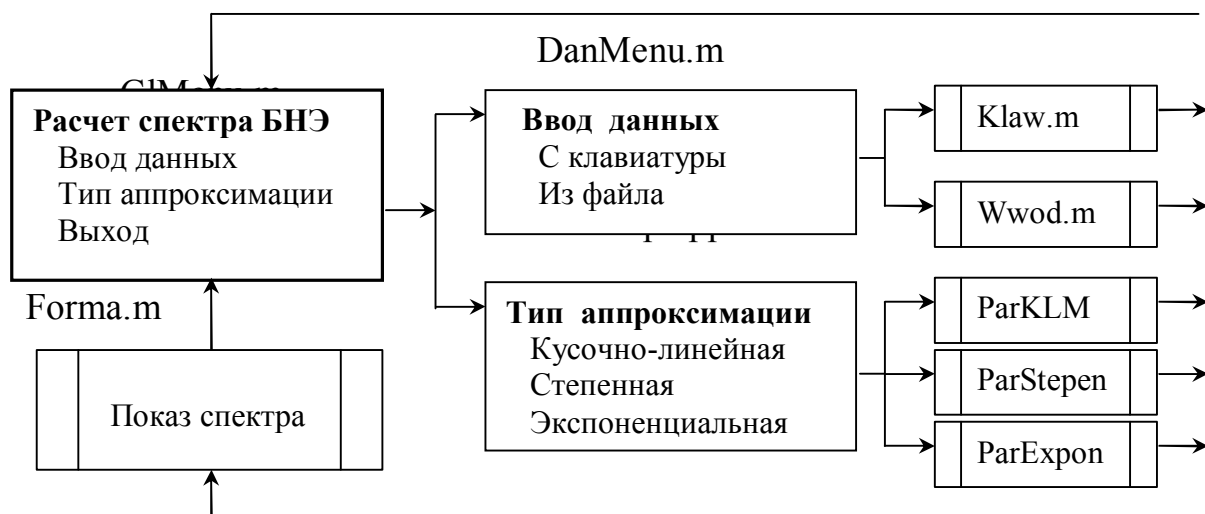 DanMenu.m
Расчет спектра БНЭ
Ввод данных
Тип аппроксимации
Выход
Ввод данных
С клавиатуры
Из файла
Klaw.m
Wwod.m
Forma.m
Показ спектра
Тип аппроксимации
Кусочно-линейная
Степенная
Экспоненциальная
ParKLM
ParStepen
ParExpon